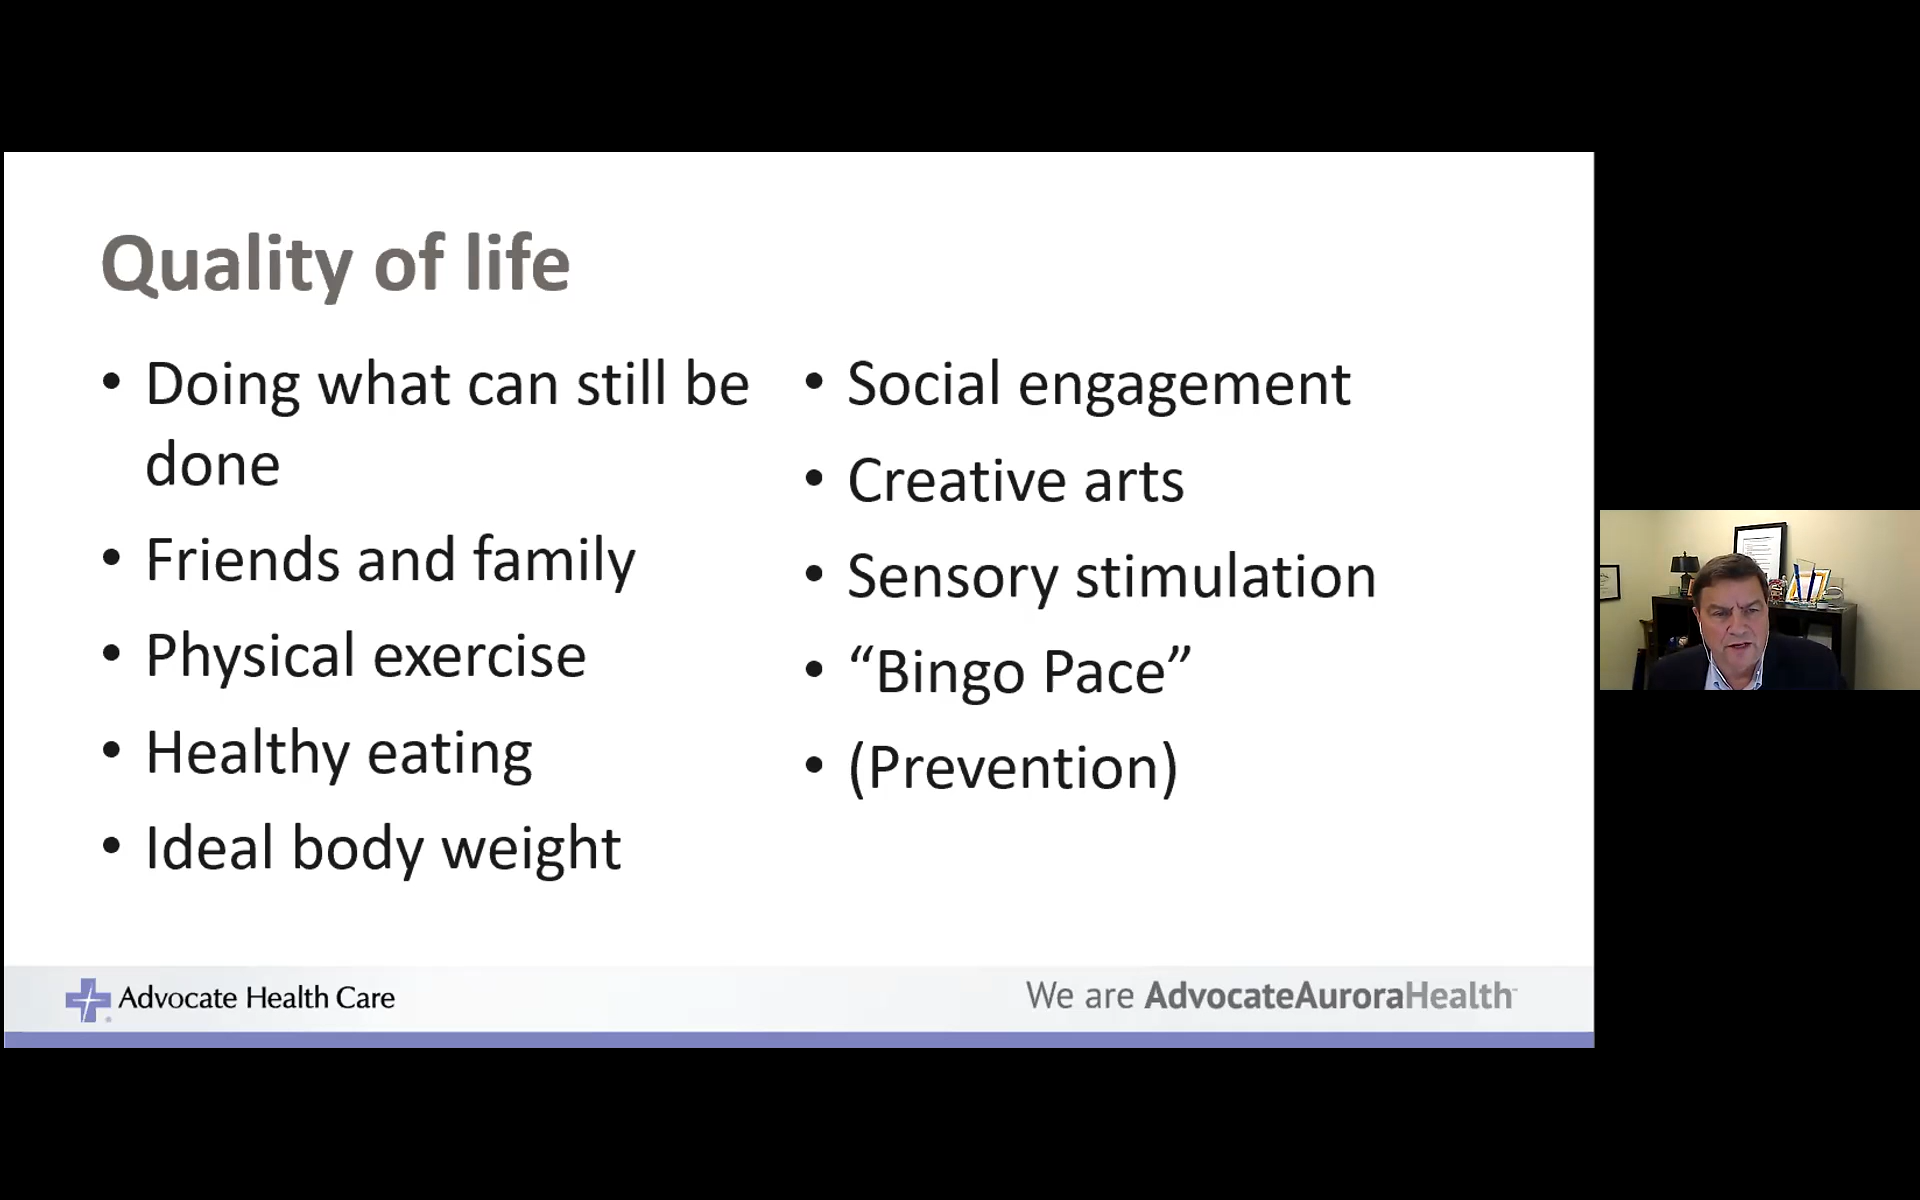 Quality of life
• Doing what can still be
done
• Friends and family
• Physical exercise
• Healthy eating
• Ideal body weight
• Social engagement
• Creative arts
• Sensory stimulation
• “Bingo Pace”
• (Prevention)
Advocate Health Care
We are AdvocateAuroraHealth